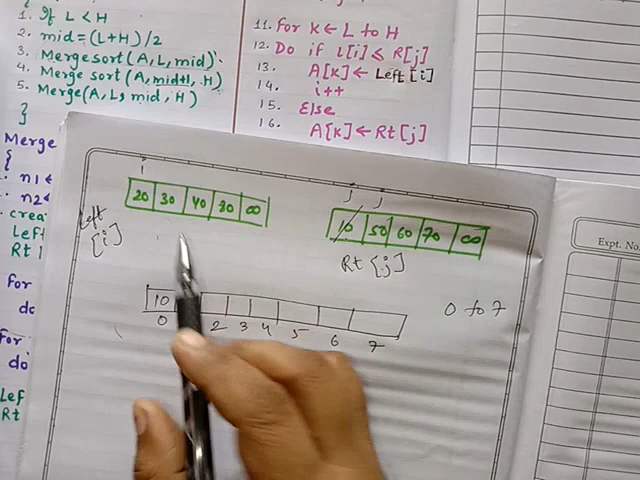 1. If L < H
2. mid = (L+H)/2
3. Merge sort (A, L, mid)
4. Merge sort (A, mid+1, H)
5. Merge (A, L, mid, H)
}
Merge
{
n1 ←
n2 ←
Left
Rt
For
do
For
do
Lef
Rt
11. For K ← L to H
12. Do if L[i] ≤ R[j]
13. A[K] ← Left [i]
14. i++
15. Else
16. A[K] ← Rt[j]
Expt. No.
i
20 30 40 80 ∞
Left
[i]
j j
10 50 60 70 ∞
Rt [j]
10
0 2 3 4 5 6 7
0 to 7